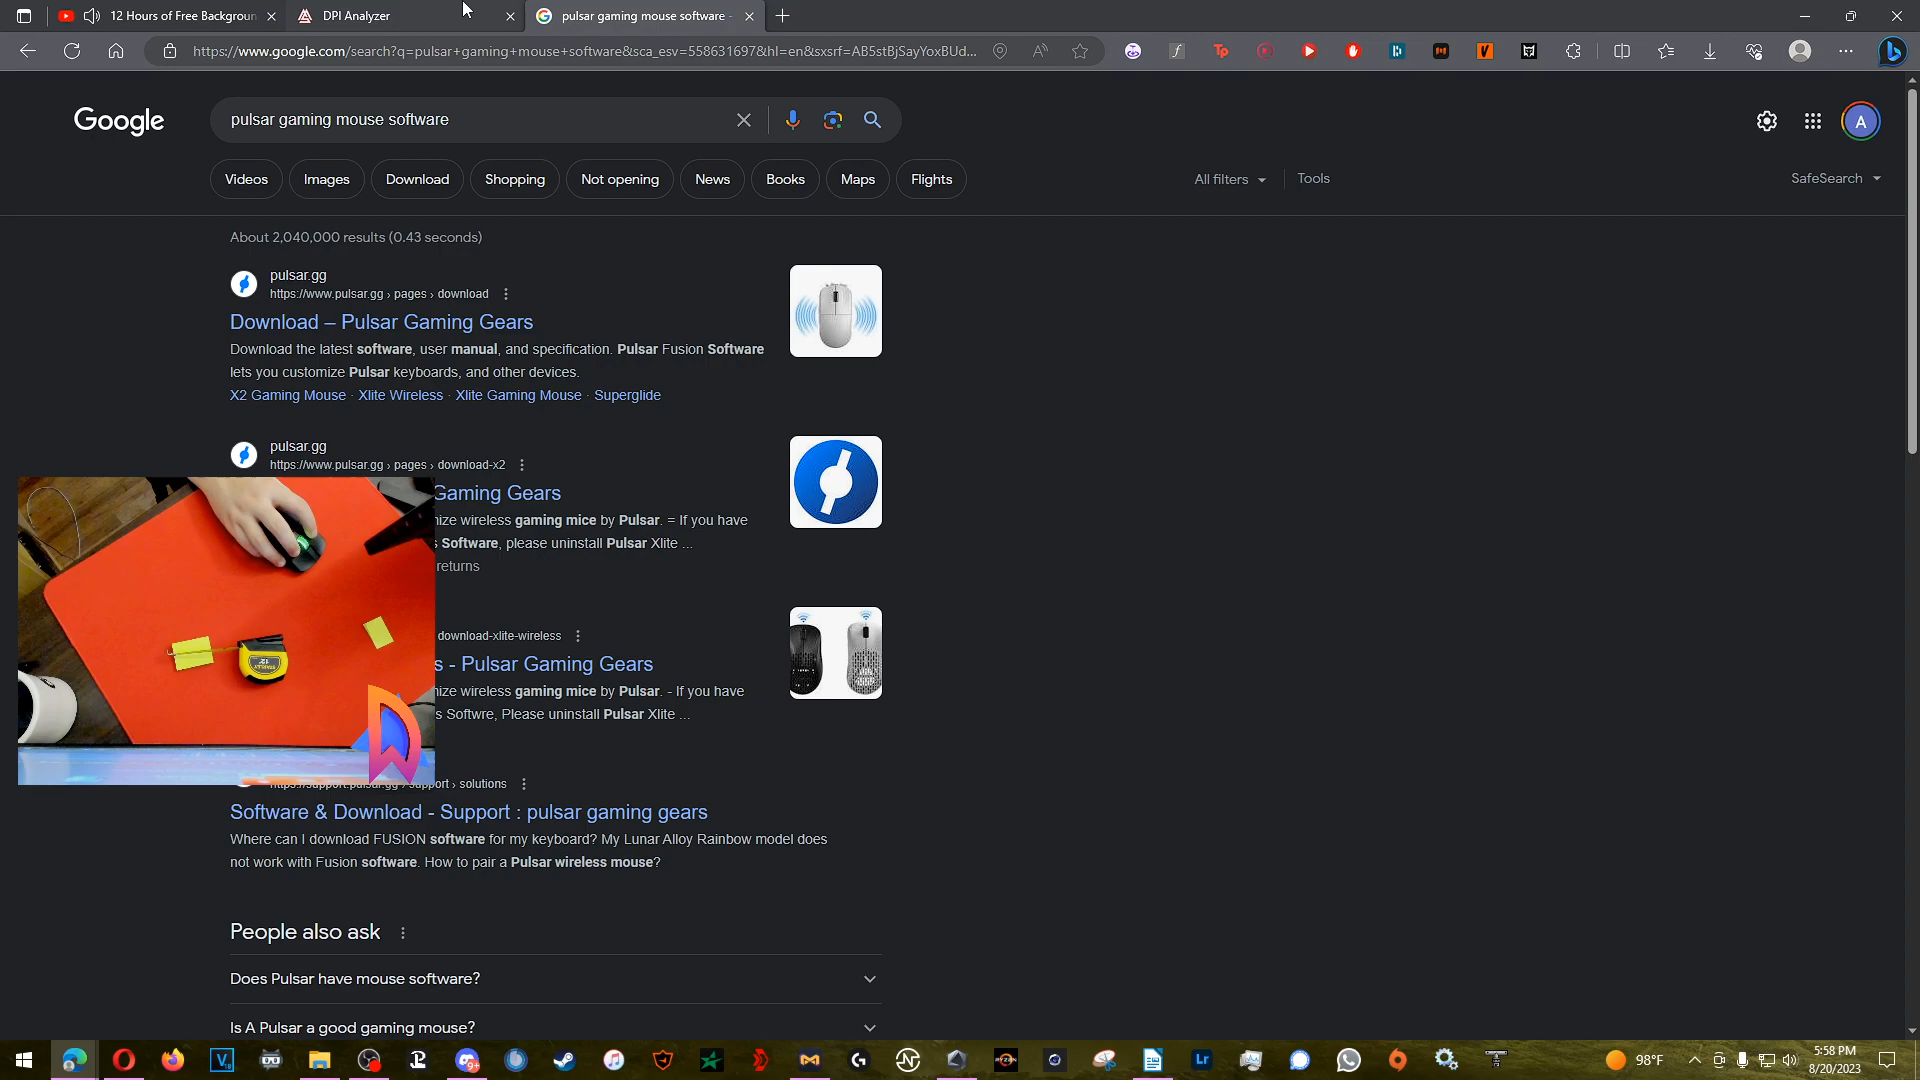 12 Hours of Free Backgroun
DPI Analyzer
pulsar gaming mouse software -
https://www.google.com/search?q=pulsar+gaming+mouse+software&sca_esv=558631697&hl=en&sxsrf=AB5stBjSayYoxBUd...
Google
pulsar gaming mouse software
A
Videos
Images
Download
Shopping
Not opening
News
Books
Maps
Flights
All filters
Tools
SafeSearch
About 2,040,000 results (0.43 seconds)
pulsar.gg
https://www.pulsar.gg › pages › download
Download – Pulsar Gaming Gears
Download the latest software, user manual, and specification. Pulsar Fusion Software
lets you customize Pulsar keyboards, and other devices.
X2 Gaming Mouse · Xlite Wireless · Xlite Gaming Mouse · Superglide
pulsar.gg
https://www.pulsar.gg › pages › download-x2
Gaming Gears
ize wireless gaming mice by Pulsar. = If you have
Software, please uninstall Pulsar Xlite ...
returns
download-xlite-wireless
s - Pulsar Gaming Gears
ize wireless gaming mice by Pulsar. - If you have
s Softwre, Please uninstall Pulsar Xlite ...
https://support.pulsar.gg › support › solutions
Software & Download - Support : pulsar gaming gears
Where can I download FUSION software for my keyboard? My Lunar Alloy Rainbow model does
not work with Fusion software. How to pair a Pulsar wireless mouse?
People also ask
Does Pulsar have mouse software?
Is A Pulsar a good gaming mouse?
98°F
5:58 PM
8/20/2023